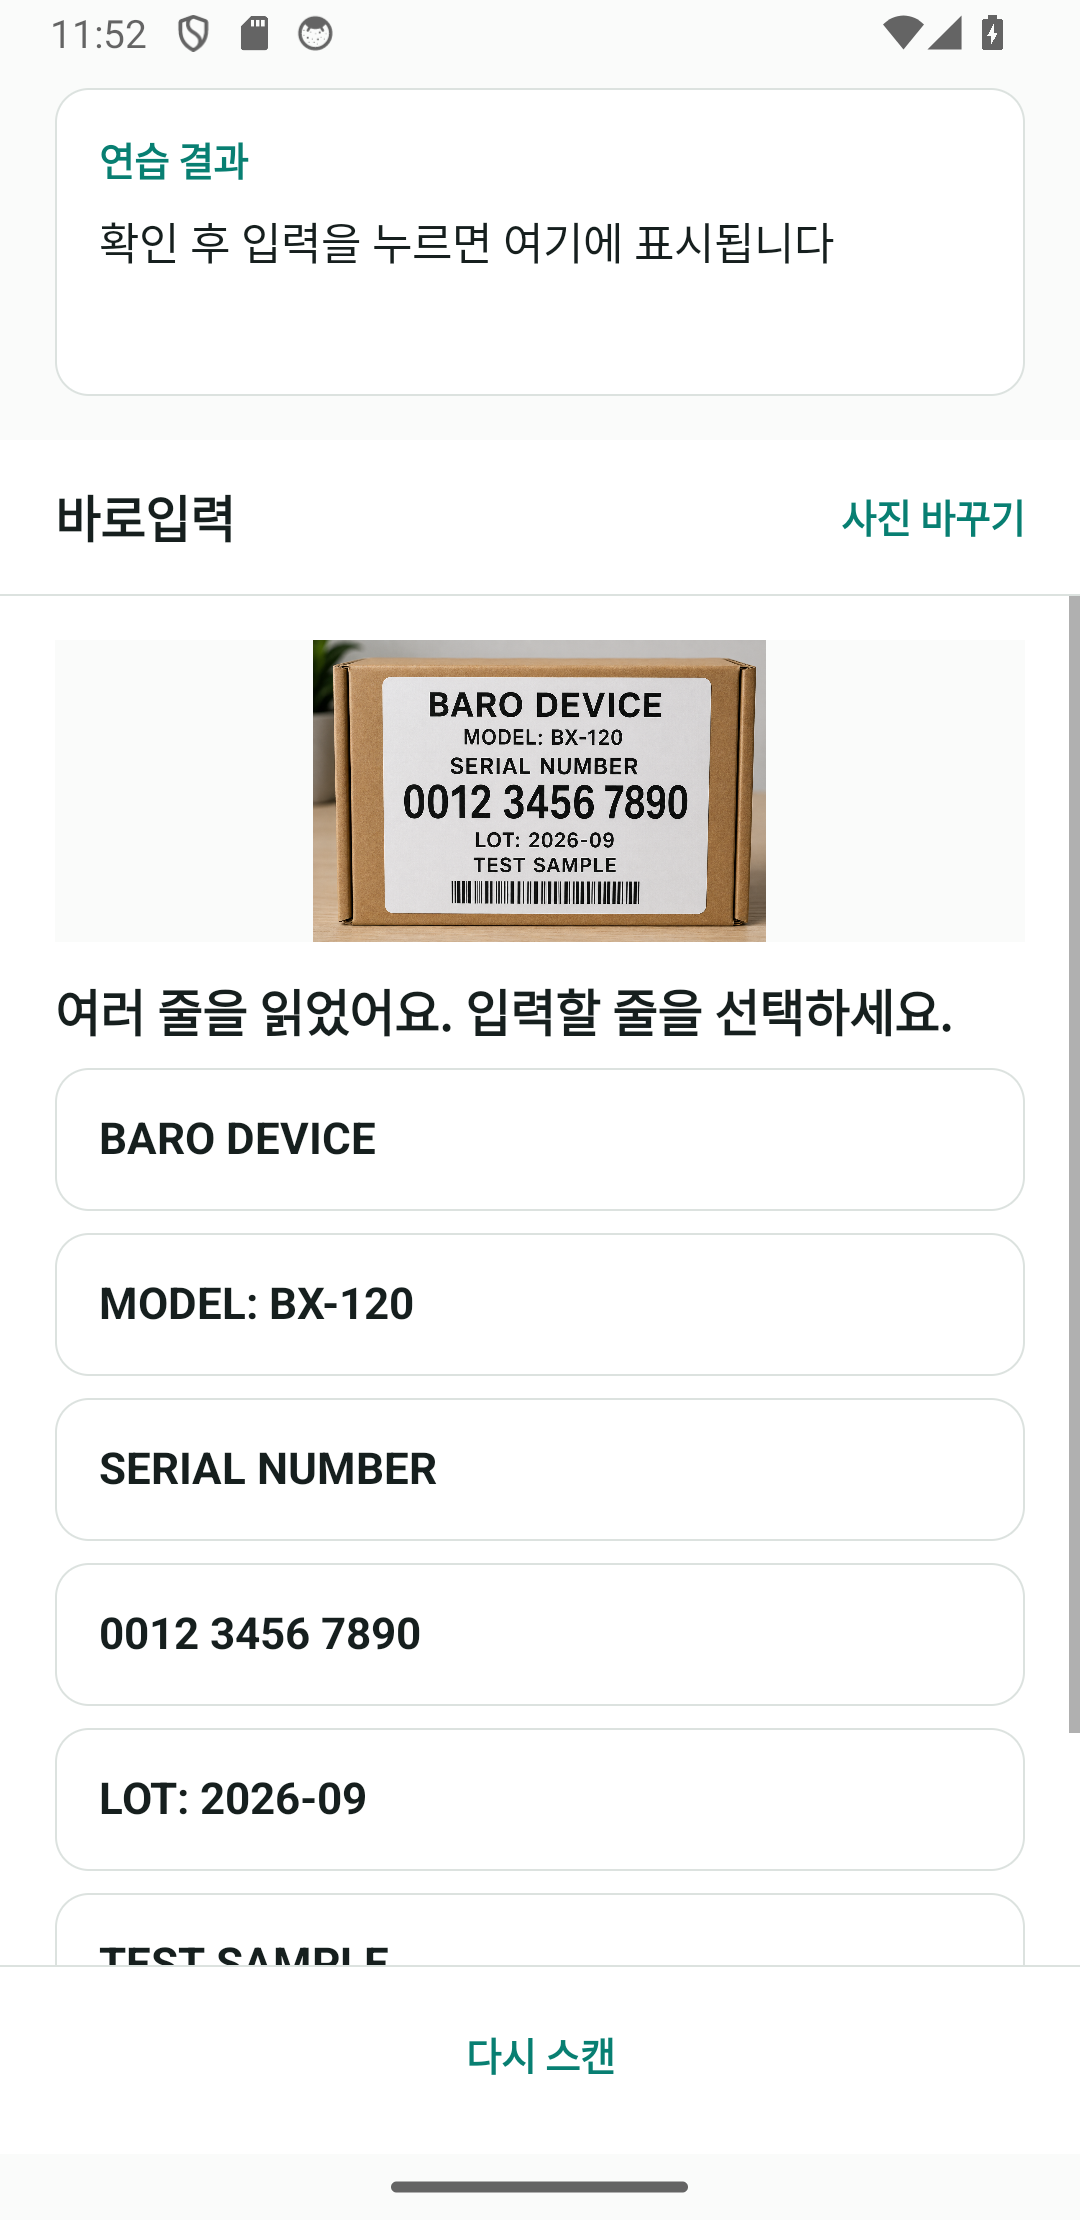 11:52
연습 결과
확인 후 입력을 누르면 여기에 표시됩니다
바로입력
사진 바꾸기
BARO DEVICE
MODEL: BX-120
SERIAL NUMBER
0012 3456 7890
LOT: 2026-09
TEST SAMPLE
여러 줄을 읽었어요. 입력할 줄을 선택하세요.
BARO DEVICE
MODEL: BX-120
SERIAL NUMBER
0012 3456 7890
LOT: 2026-09
TEST SAMPLE
다시 스캔